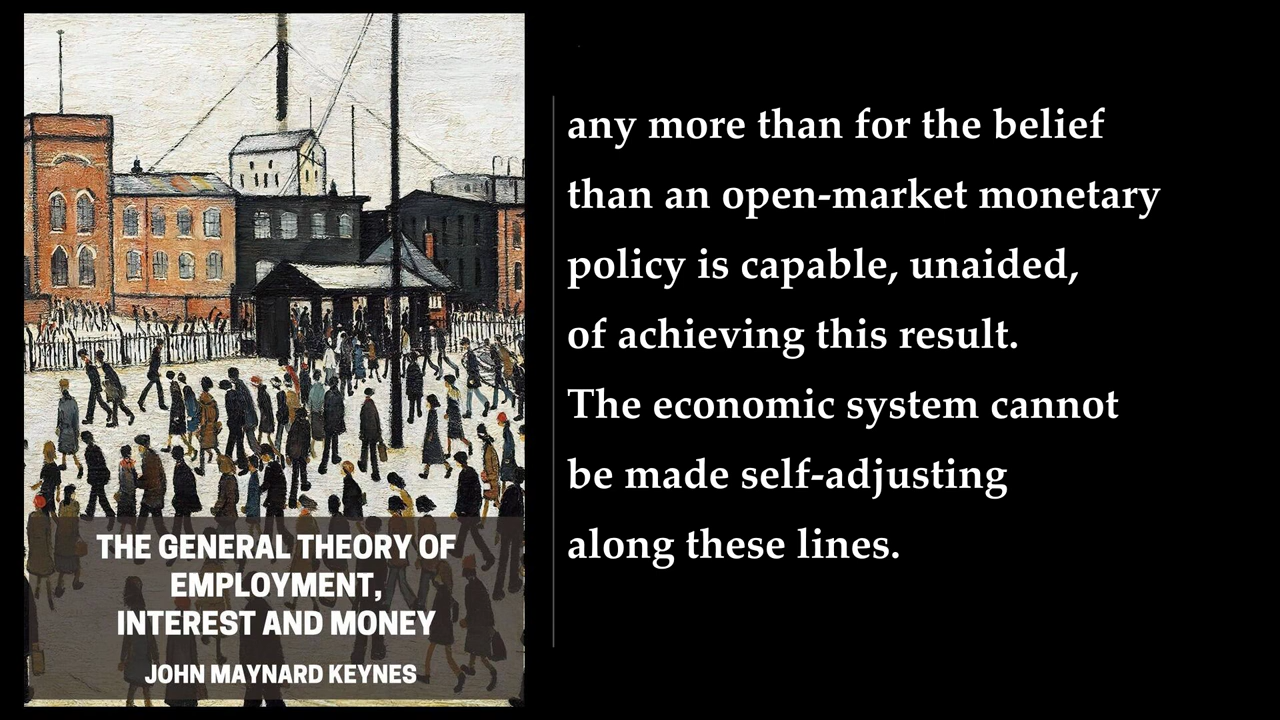 THE GENERAL THEORY OF
EMPLOYMENT,
INTEREST AND MONEY
JOHN MAYNARD KEYNES
any more than for the belief
than an open-market monetary
policy is capable, unaided,
of achieving this result.
The economic system cannot
be made self-adjusting
along these lines.